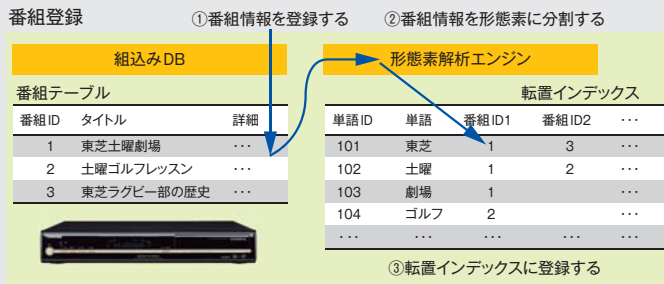 番組登録
①番組情報を登録する ②番組情報を形態素に分割する
組込みDB 形態素解析エンジン
番組テーブル 転置インデックス
番組ID タイトル 詳細 単語ID 単語 番組ID1 番組ID2 ···
1 東芝土曜劇場 ··· 101 東芝 1 3 ···
2 土曜ゴルフレッスン ··· 102 土曜 1 2 ···
3 東芝ラグビー部の歴史 ··· 103 劇場 1 ···
104 ゴルフ 2 ···
··· ··· ··· ··· ···
③転置インデックスに登録する